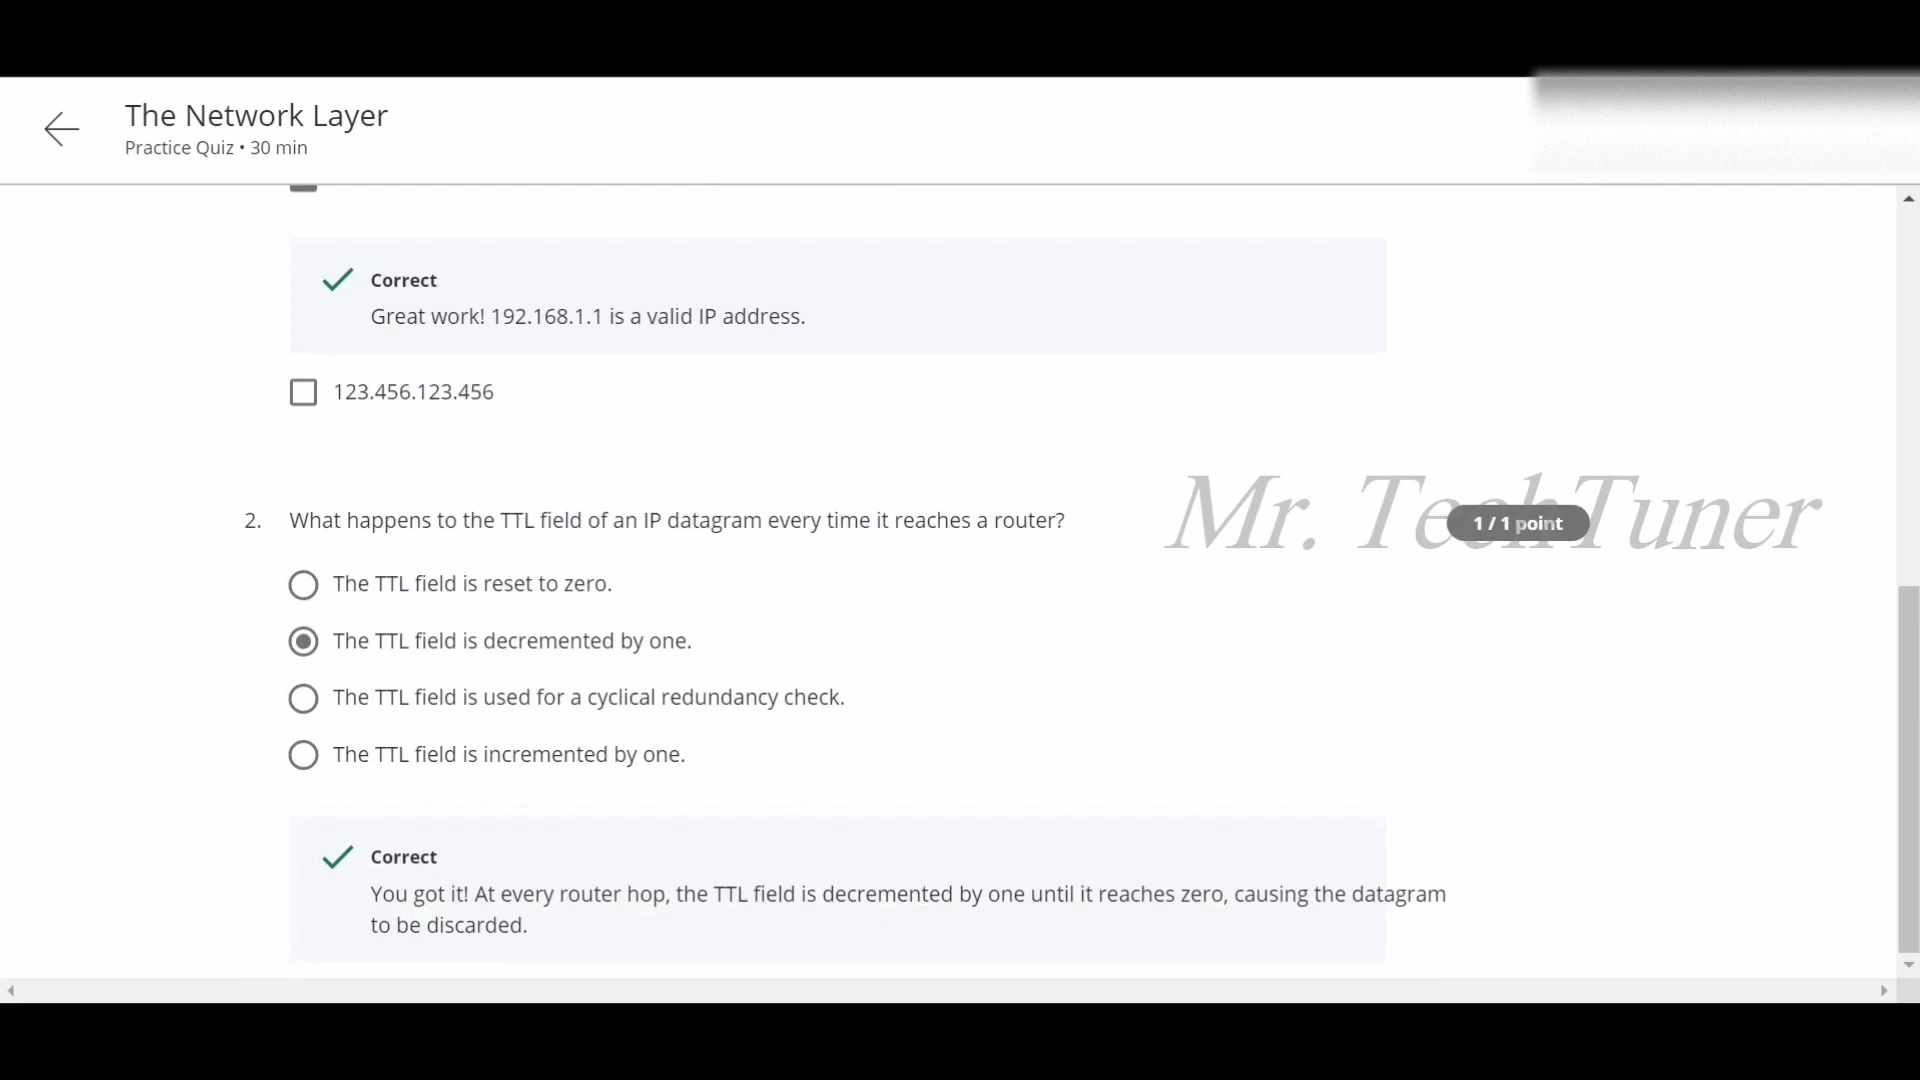 The Network Layer
Practice Quiz • 30 min
Correct
Great work! 192.168.1.1 is a valid IP address.
123.456.123.456
Mr. TechTuner
2. What happens to the TTL field of an IP datagram every time it reaches a router?
1 / 1 point
The TTL field is reset to zero.
The TTL field is decremented by one.
The TTL field is used for a cyclical redundancy check.
The TTL field is incremented by one.
Correct
You got it! At every router hop, the TTL field is decremented by one until it reaches zero, causing the datagram
to be discarded.